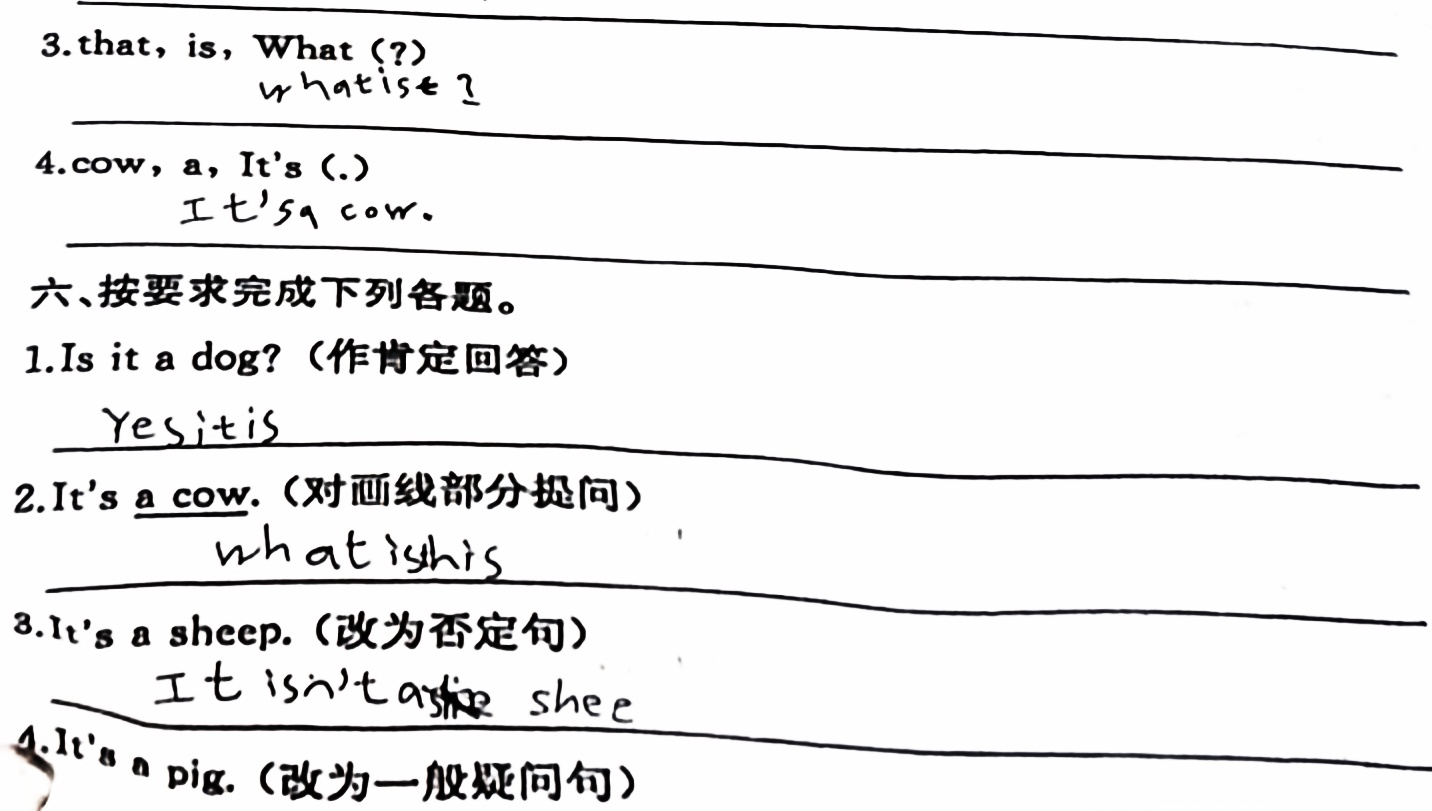 3.that, is, What (?)
whatist?
4.cow, a, It's (.)
It'sa cow.
六、按要求完成下列各题。
1.Is it a dog? (作肯定回答)
Yesitis
2.It's a cow. (对画线部分提问)
whatisthis
3.It's a sheep. (改为否定句)
It isn't a shee
4.It's a pig. (改为一般疑问句)